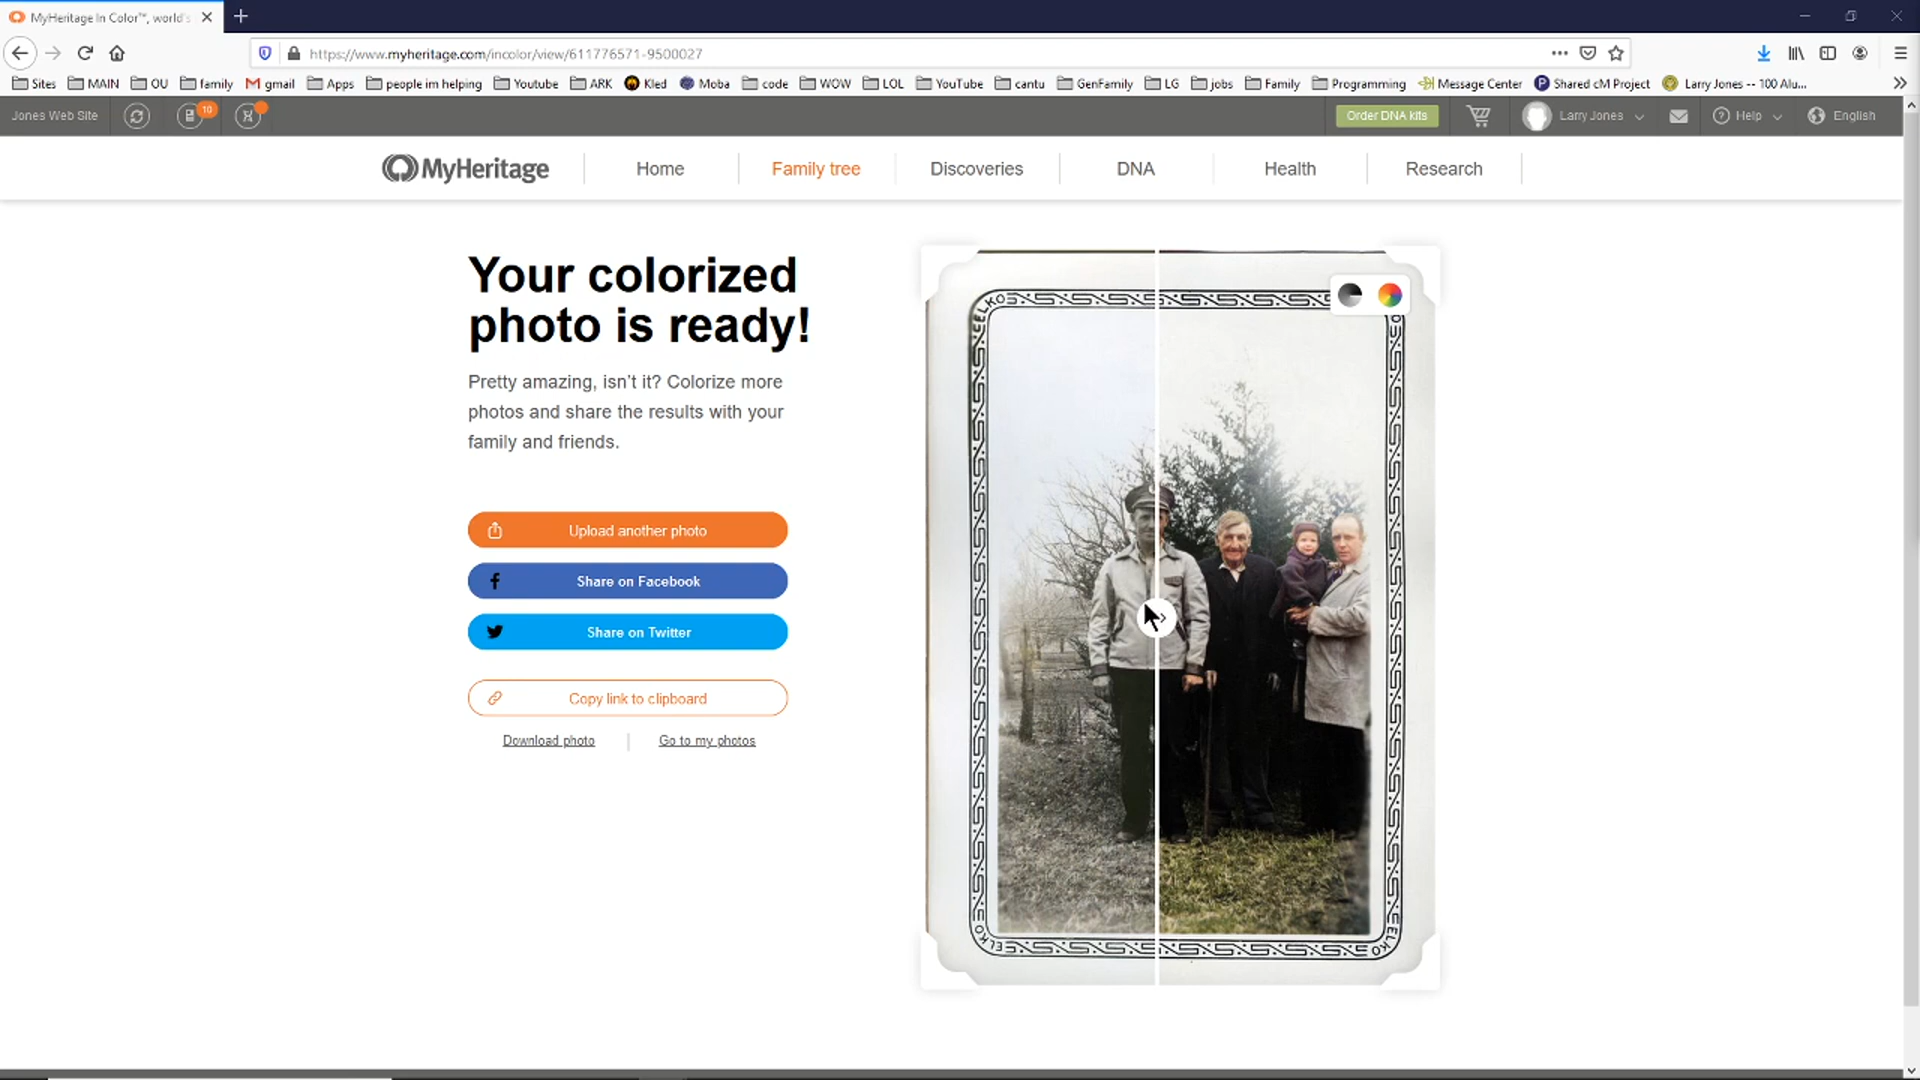 MyHeritage In Color™, world's
https://www.myheritage.com/incolor/view/611776571-9500027
Sites MAIN OU family gmail Apps people im helping Youtube ARK Kled Moba code WOW LOL YouTube cantu GenFamily LG jobs Family Programming Message Center Shared cM Project Larry Jones -- 100 Alu...
Jones Web Site 10 Order DNA kits Larry Jones Help English
MyHeritage Home Family tree Discoveries DNA Health Research
Your colorized
photo is ready!
Pretty amazing, isn't it? Colorize more
photos and share the results with your
family and friends.
Upload another photo
Share on Facebook
Share on Twitter
Copy link to clipboard
Download photo | Go to my photos
ELKO
ELKO
ELKO